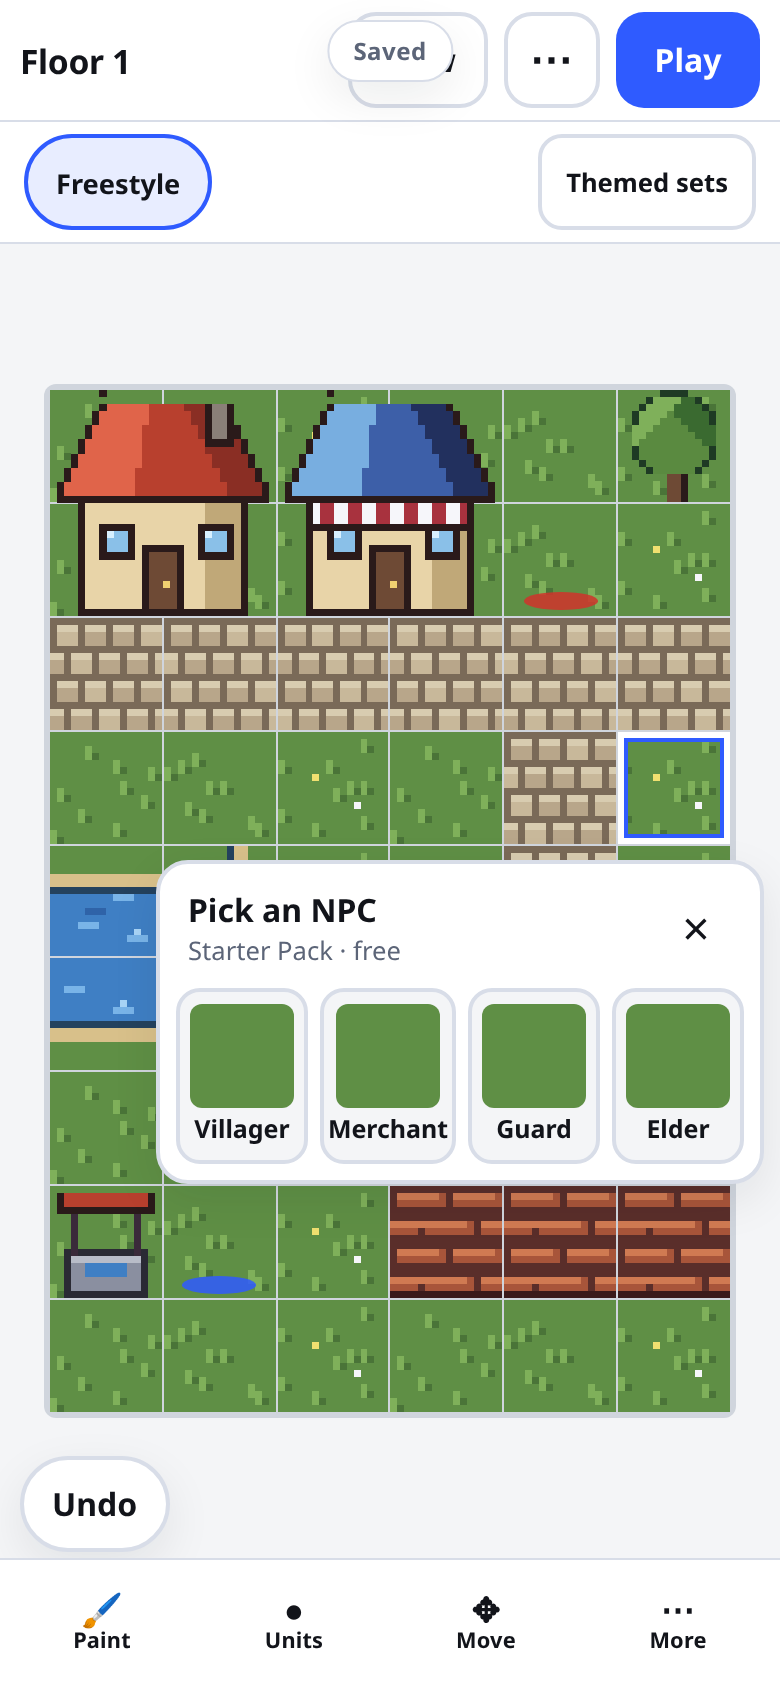 Floor 1
Saved
...
Play
Freestyle
Themed sets
Pick an NPC
Starter Pack · free
Villager
Merchant
Guard
Elder
Undo
Paint
Units
Move
More